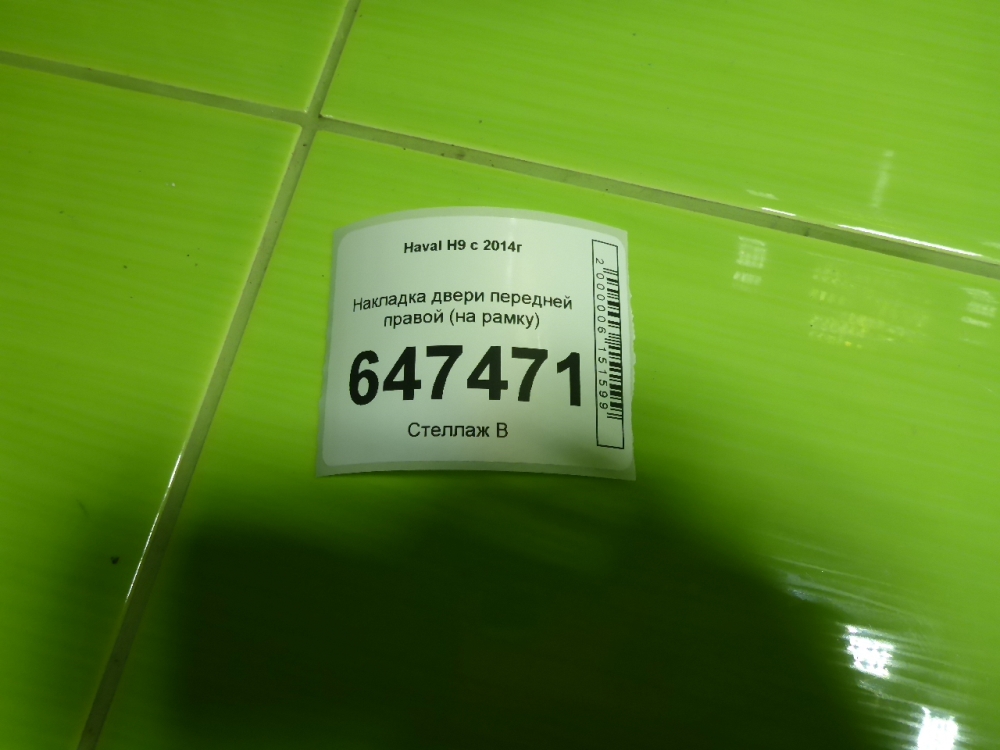 Haval H9 с 2014г
Накладка двери передней
правой (на рамку)
647471
Стеллаж В
2000006151599